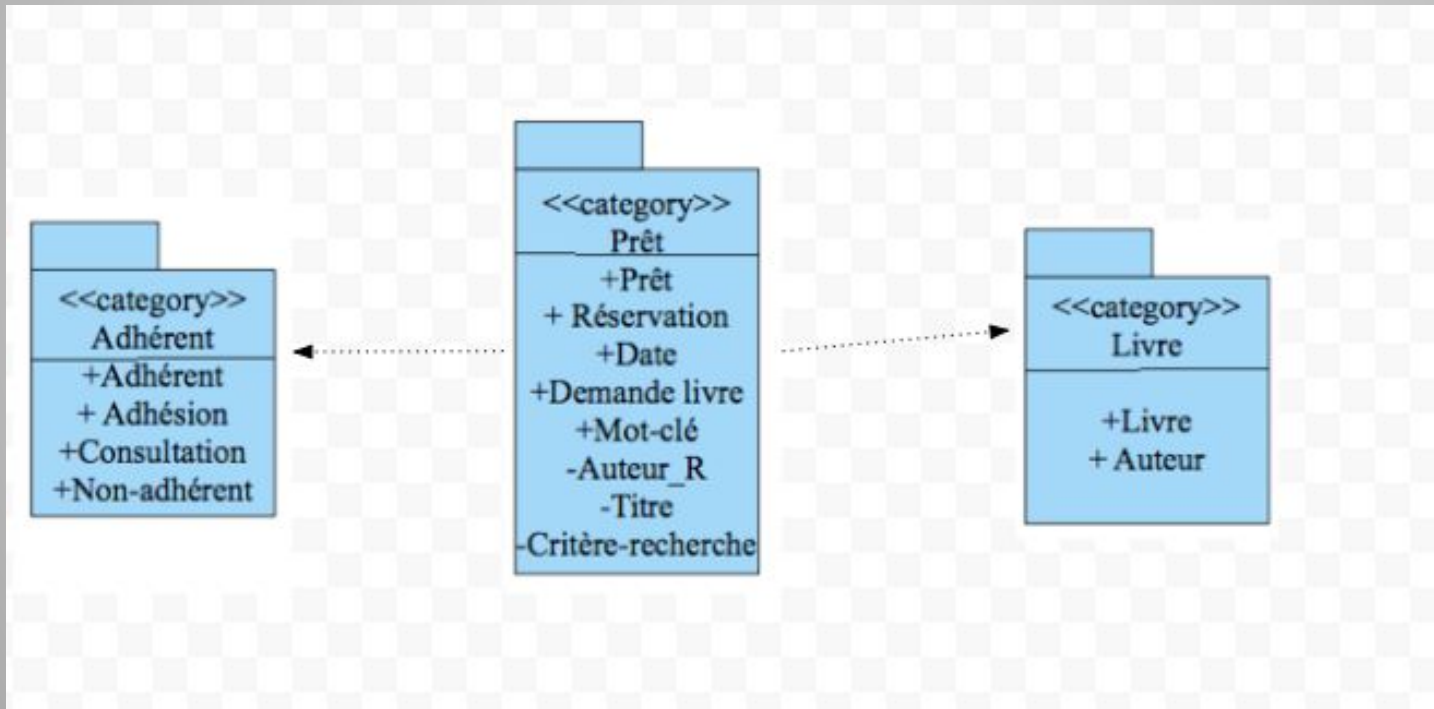 <<category>>
Adhérent
+Adhérent
+ Adhésion
+Consultation
+Non-adhérent
<<category>>
Prêt
+Prêt
+ Réservation
+Date
+Demande livre
+Mot-clé
-Auteur_R
-Titre
-Critère-recherche
<<category>>
Livre
+Livre
+ Auteur